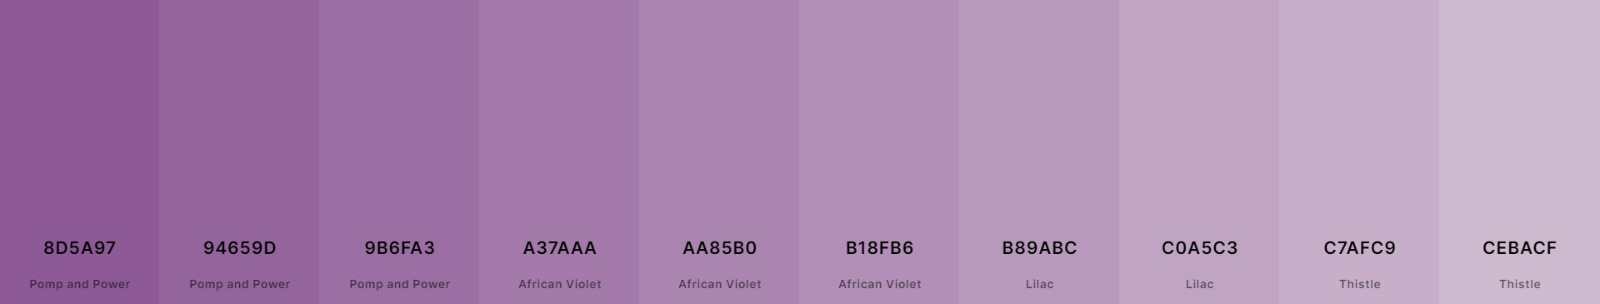 8D5A97 94659D 9B6FA3 A37AAA AA85B0 B18FB6 B89ABC C0A5C3 C7AFC9 CEBACF
Pomp and Power Pomp and Power Pomp and Power African Violet African Violet African Violet Lilac Lilac Thistle Thistle